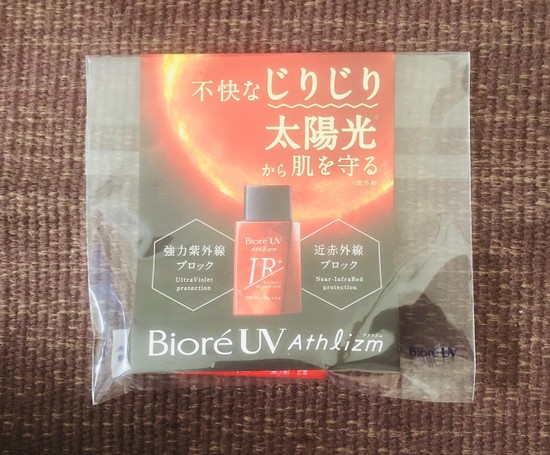 不快なじりじり
太陽光
から肌を守る
強力紫外線
ブロック
UltraViolet
protection
Bioré UV
Athlizm
IR+
近赤外線
ブロック
Near-InfraRed
protection
Bioré UV Athlizm
Bioré UV